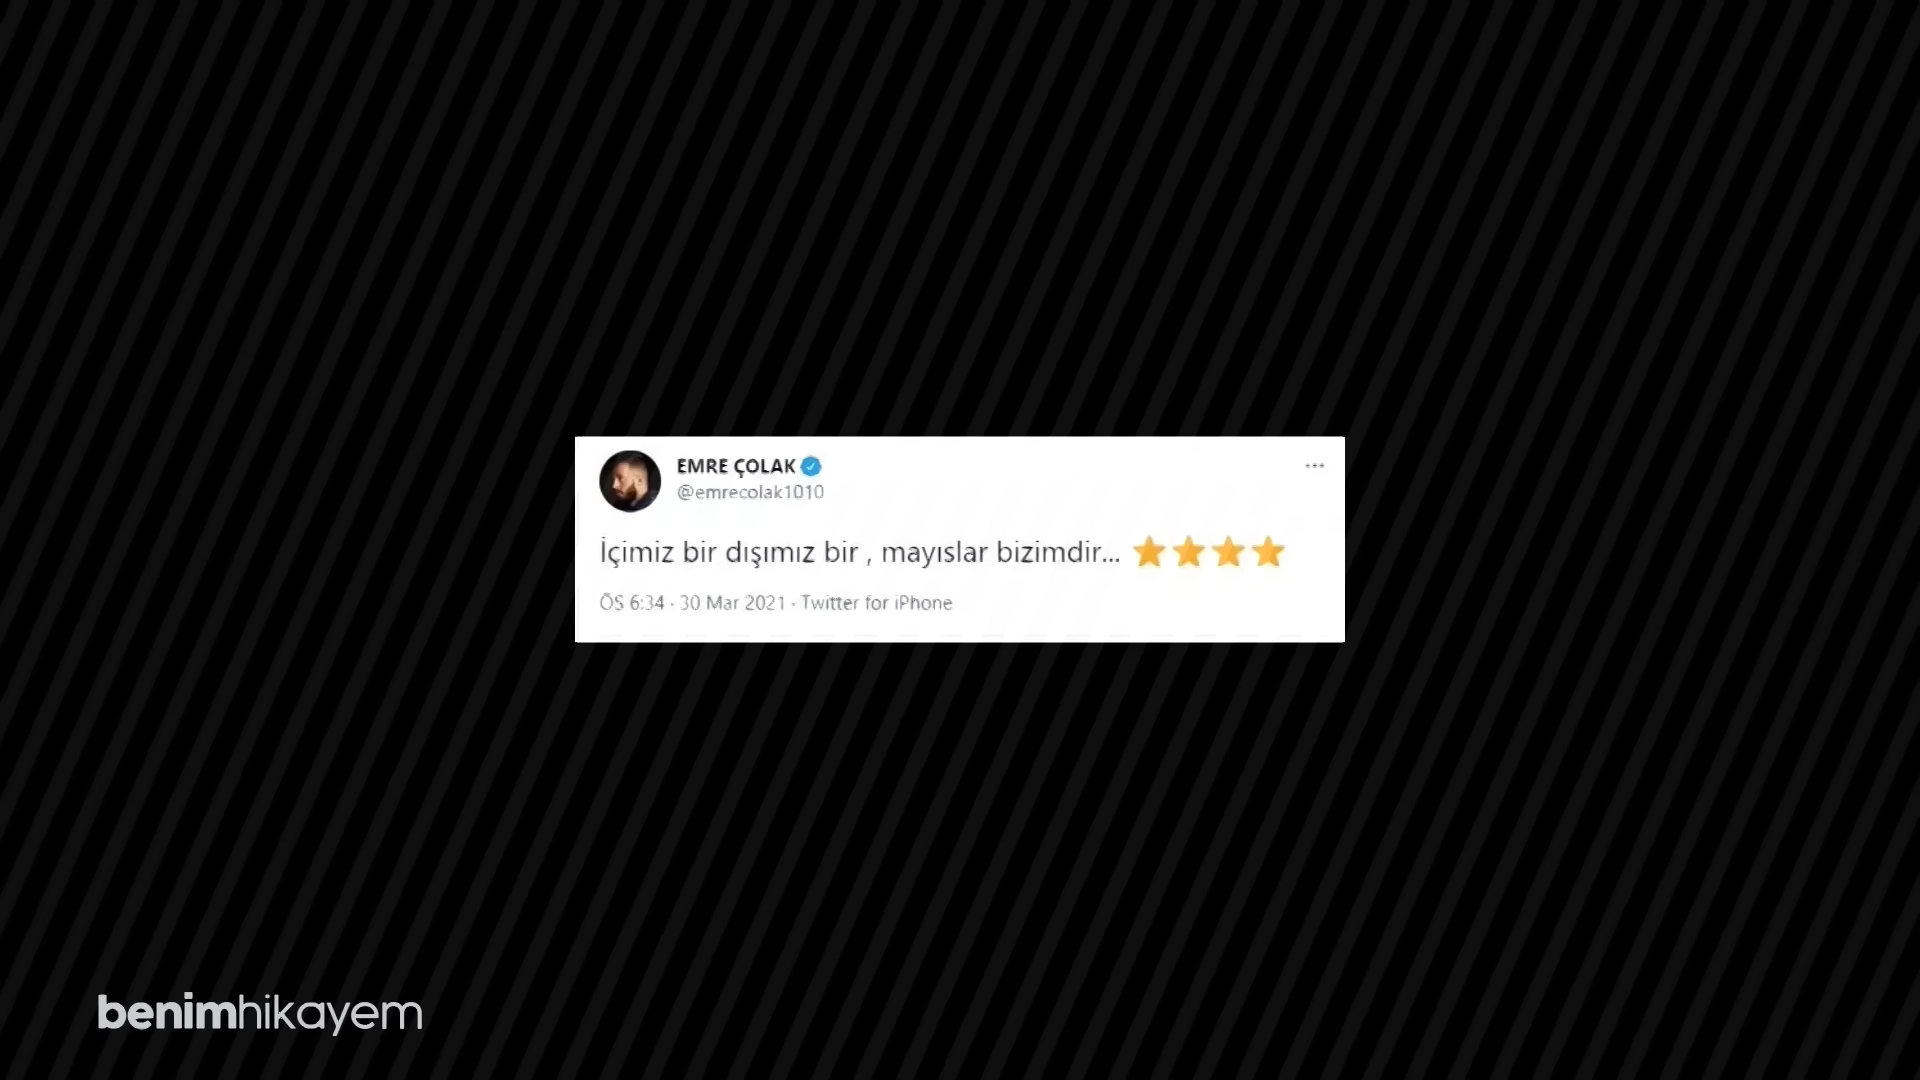 EMRE ÇOLAK
@emrecolak1010
İçimiz bir dışımız bir , mayıslar bizimdir... ⭐⭐⭐⭐
ÖS 6:34 · 30 Mar 2021 · Twitter for iPhone
benimhikayem